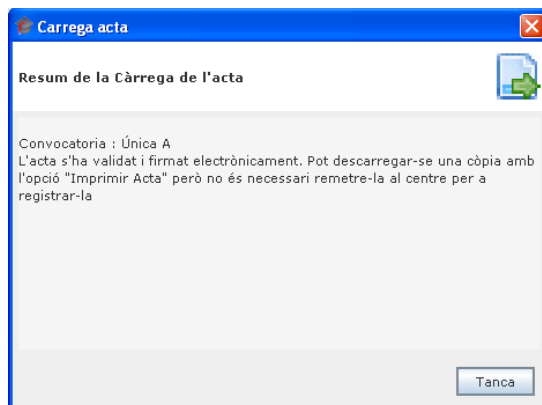 Carrega acta
Resum de la Càrrega de l'acta
Convocatoria : Única A
L'acta s'ha validat i firmat electrònicament. Pot descarregar-se una còpia amb
l'opció "Imprimir Acta" però no és necessari remetre-la al centre per a
registrar-la
Tanca